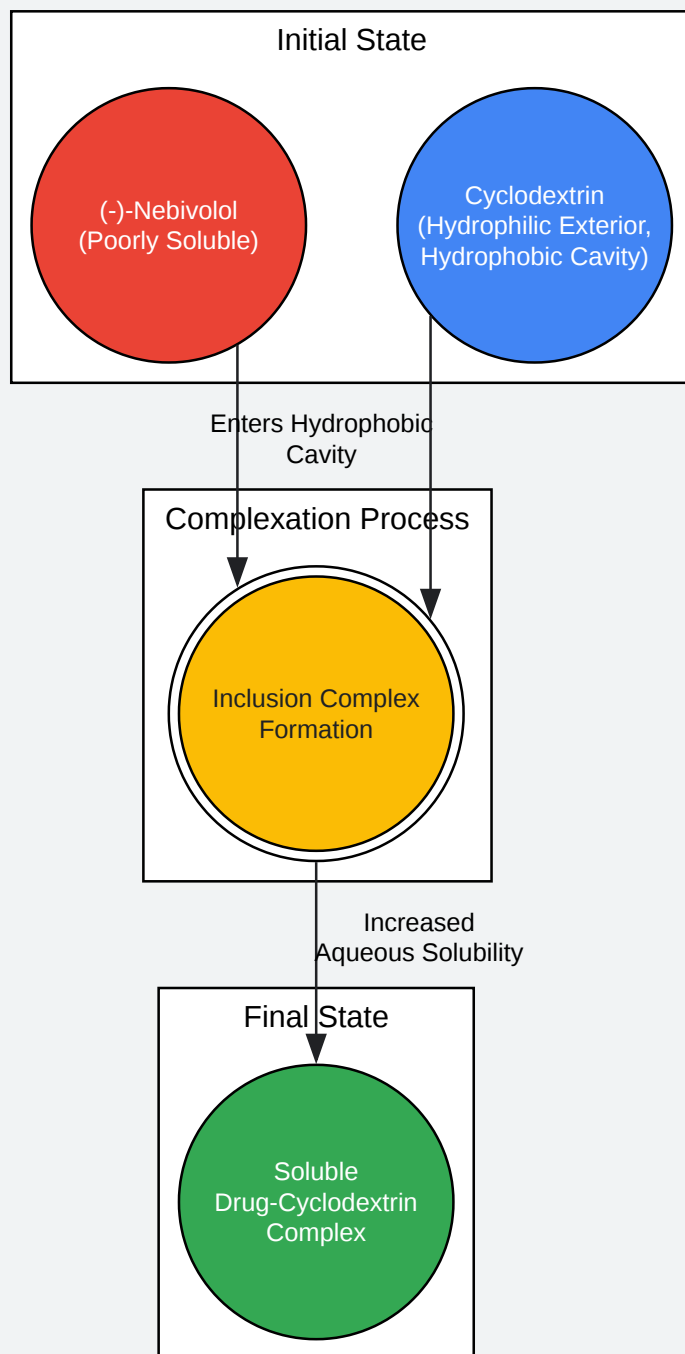 Initial State
(-)-Nebivolol
(Poorly Soluble)
Cyclodextrin
(Hydrophilic Exterior,
Hydrophobic Cavity)
Enters Hydrophobic
Cavity
Complexation Process
Inclusion Complex
Formation
Increased
Aqueous Solubility
Final State
Soluble
Drug-Cyclodextrin
Complex